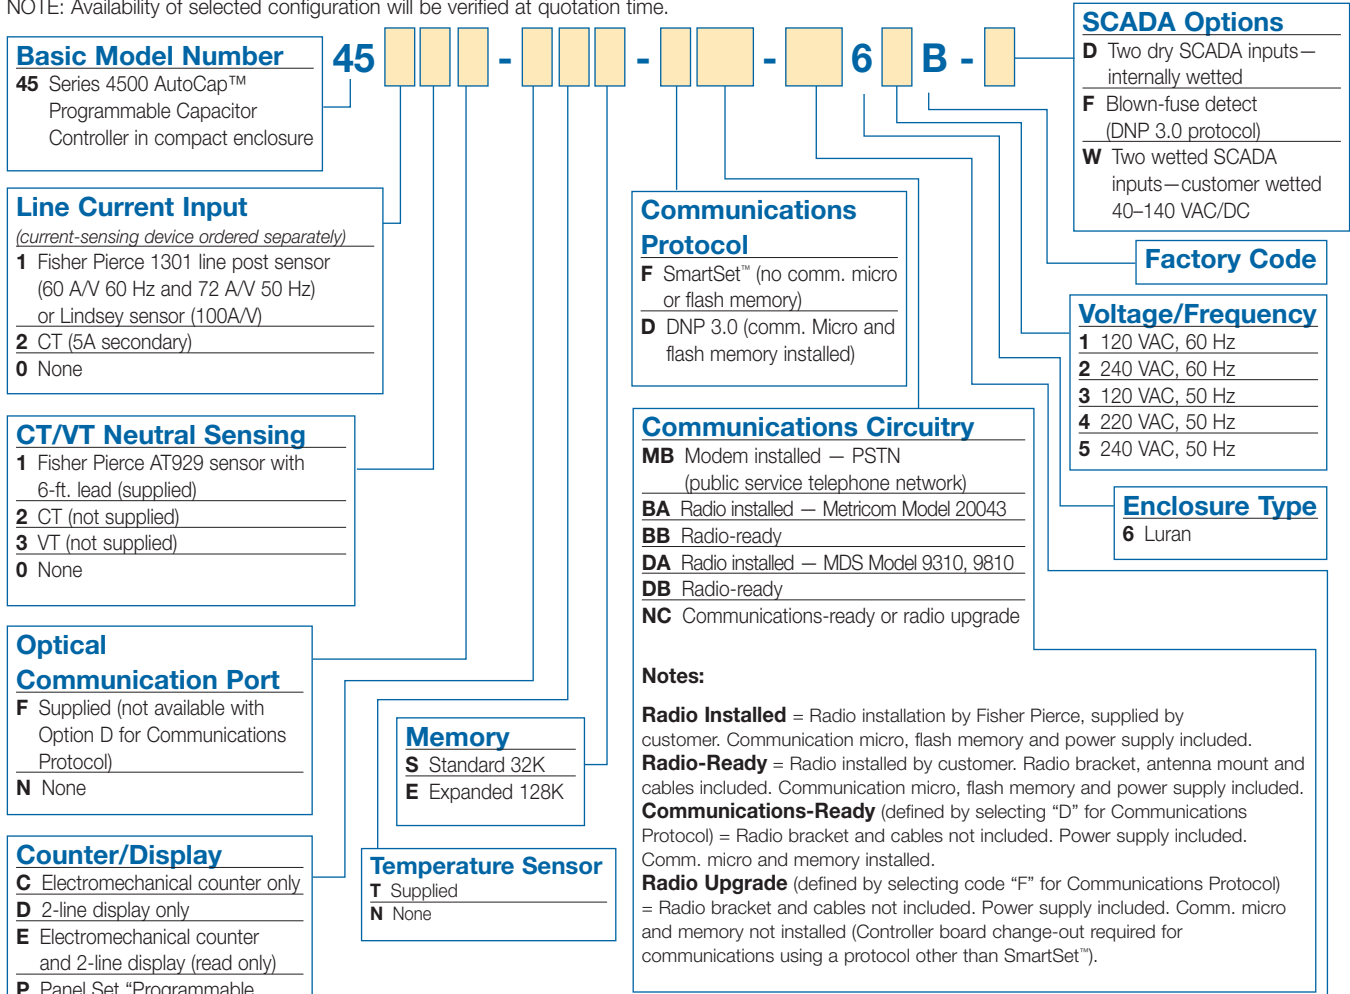 NOTE: Availability of selected configuration will be verified at quotation time.
45 - - - 6 B -
Basic Model Number
45 Series 4500 AutoCap™
Programmable Capacitor
Controller in compact enclosure
Line Current Input
(current-sensing device ordered separately)
1 Fisher Pierce 1301 line post sensor
(60 A/V 60 Hz and 72 A/V 50 Hz)
or Lindsey sensor (100A/V)
2 CT (5A secondary)
0 None
CT/VT Neutral Sensing
1 Fisher Pierce AT929 sensor with
6-ft. lead (supplied)
2 CT (not supplied)
3 VT (not supplied)
0 None
Optical
Communication Port
F Supplied (not available with
Option D for Communications
Protocol)
N None
Counter/Display
C Electromechanical counter only
D 2-line display only
E Electromechanical counter
and 2-line display (read only)
P Panel Set “Programmable
Memory
S Standard 32K
E Expanded 128K
Temperature Sensor
T Supplied
N None
Communications
Protocol
F SmartSet™ (no comm. micro
or flash memory)
D DNP 3.0 (comm. Micro and
flash memory installed)
Communications Circuitry
MB Modem installed — PSTN
(public service telephone network)
BA Radio installed — Metricom Model 20043
BB Radio-ready
DA Radio installed — MDS Model 9310, 9810
DB Radio-ready
NC Communications-ready or radio upgrade
Notes:
Radio Installed = Radio installation by Fisher Pierce, supplied by
customer. Communication micro, flash memory and power supply included.
Radio-Ready = Radio installed by customer. Radio bracket, antenna mount and
cables included. Communication micro, flash memory and power supply included.
Communications-Ready (defined by selecting “D” for Communications
Protocol) = Radio bracket and cables not included. Power supply included.
Comm. micro and memory installed.
Radio Upgrade (defined by selecting code “F” for Communications Protocol)
= Radio bracket and cables not included. Power supply included. Comm. micro
and memory not installed (Controller board change-out required for
communications using a protocol other than SmartSet™).
SCADA Options
D Two dry SCADA inputs—
internally wetted
F Blown-fuse detect
(DNP 3.0 protocol)
W Two wetted SCADA
inputs—customer wetted
40–140 VAC/DC
Factory Code
Voltage/Frequency
1 120 VAC, 60 Hz
2 240 VAC, 60 Hz
3 120 VAC, 50 Hz
4 220 VAC, 50 Hz
5 240 VAC, 50 Hz
Enclosure Type
6 Luran